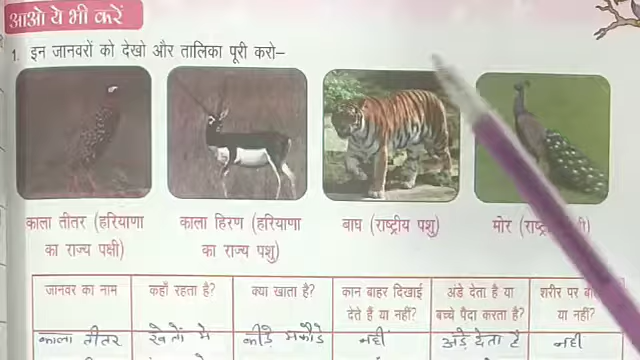 आओ ये भी करें
1. इन जानवरों को देखो और तालिका पूरी करो–
काला तीतर (हरियाणा का राज्य पक्षी)
काला हिरण (हरियाणा का राज्य पशु)
बाघ (राष्ट्रीय पशु)
मोर
जानवर का नाम
कहाँ रहता है?
क्या खाता है?
कान बाहर दिखाई देते हैं या नहीं?
अंडे देता है या बच्चे पैदा करता है?
शरीर पर
या नहीं?
काला तीतर
खेतों में
कीड़े मकौड़े
नहीं
अंडे देता है
नहीं